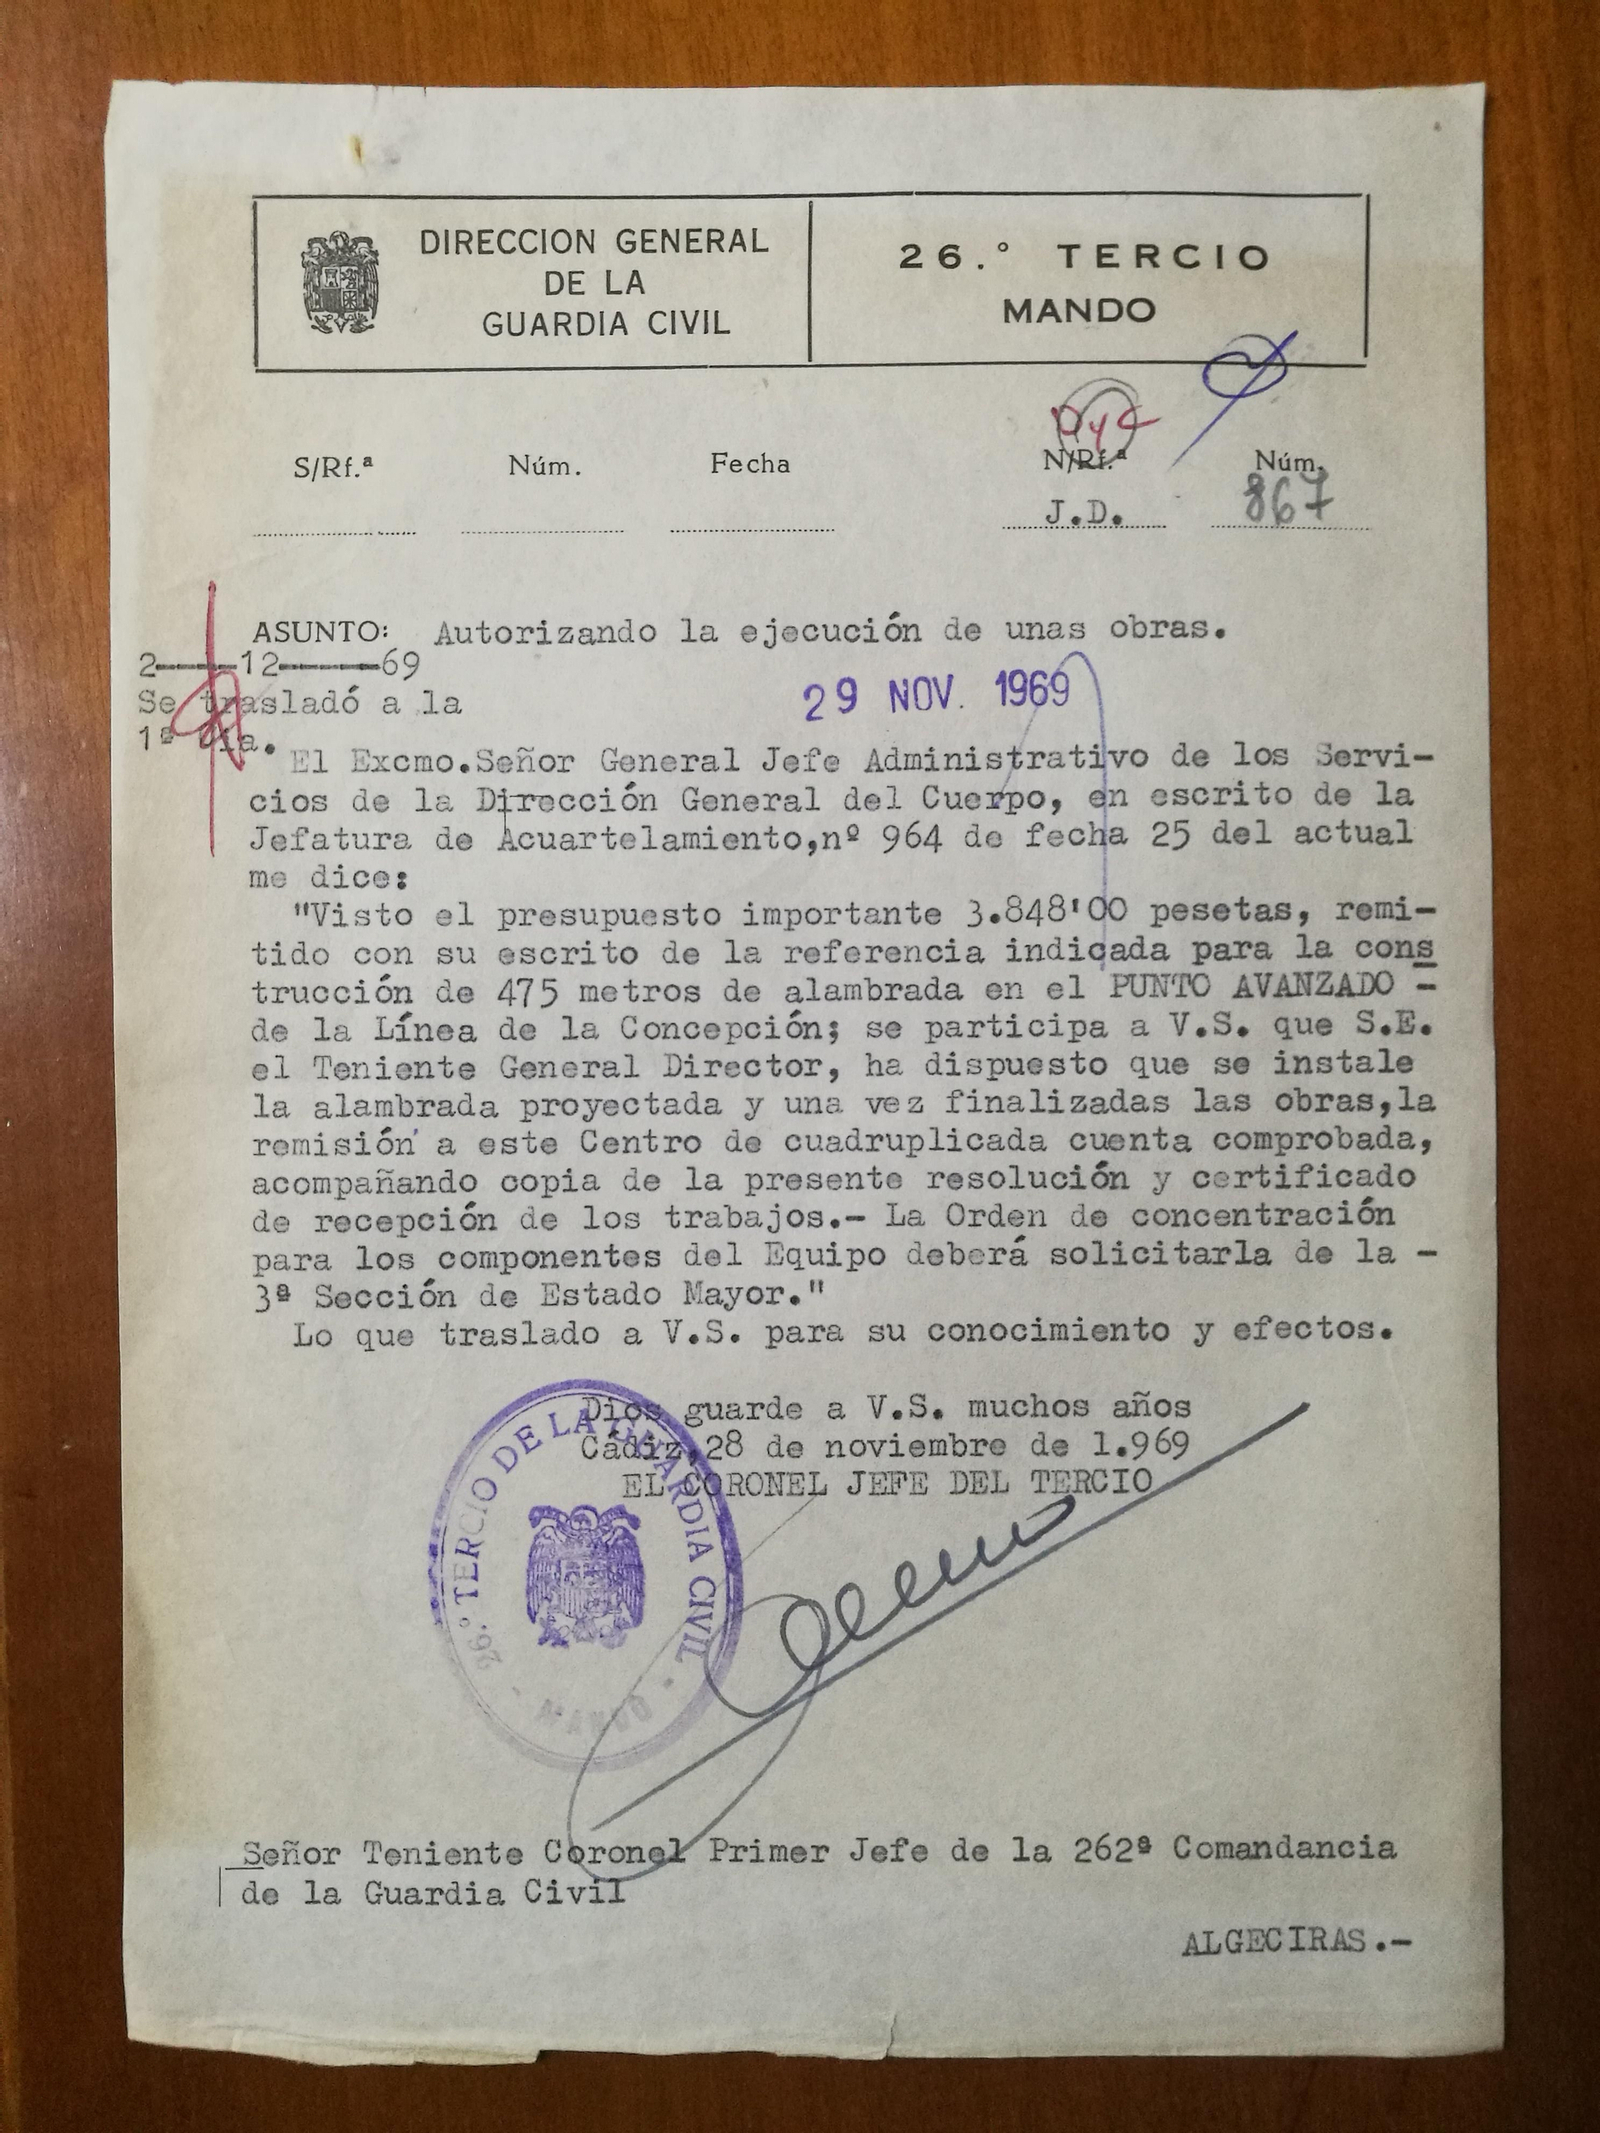 DIRECCION GENERAL
DE LA
GUARDIA CIVIL
26.º TERCIO
MANDO
S/Rf.ª Núm. Fecha N/Rf.ª Núm.
J.D. 867
ASUNTO: Autorizando la ejecución de unas obras.
2----12-----69
Se trasladó a la
1ª Cía.
29 NOV. 1969
El Excmo.Señor General Jefe Administrativo de los Servi-
cios de la Dirección General del Cuerpo, en escrito de la
Jefatura de Acuartelamiento,nº 964 de fecha 25 del actual
me dice:
"Visto el presupuesto importante 3.848'00 pesetas, remi-
tido con su escrito de la referencia indicada para la cons
trucción de 475 metros de alambrada en el PUNTO AVANZADO -
de la Línea de la Concepción; se participa a V.S. que S.E.
el Teniente General Director, ha dispuesto que se instale
la alambrada proyectada y una vez finalizadas las obras,la
remisión a este Centro de cuadruplicada cuenta comprobada,
acompañando copia de la presente resolución y certificado
de recepción de los trabajos.- La Orden de concentración
para los componentes del Equipo deberá solicitarla de la -
3ª Sección de Estado Mayor."
Lo que traslado a V.S. para su conocimiento y efectos.
Dios guarde a V.S. muchos años
Cádiz,28 de noviembre de 1.969
EL CORONEL JEFE DEL TERCIO
26.º TERCIO DE LA GUARDIA CIVIL - MANDO -
Señor Teniente Coronel Primer Jefe de la 262ª Comandancia
de la Guardia Civil
ALGECIRAS.-